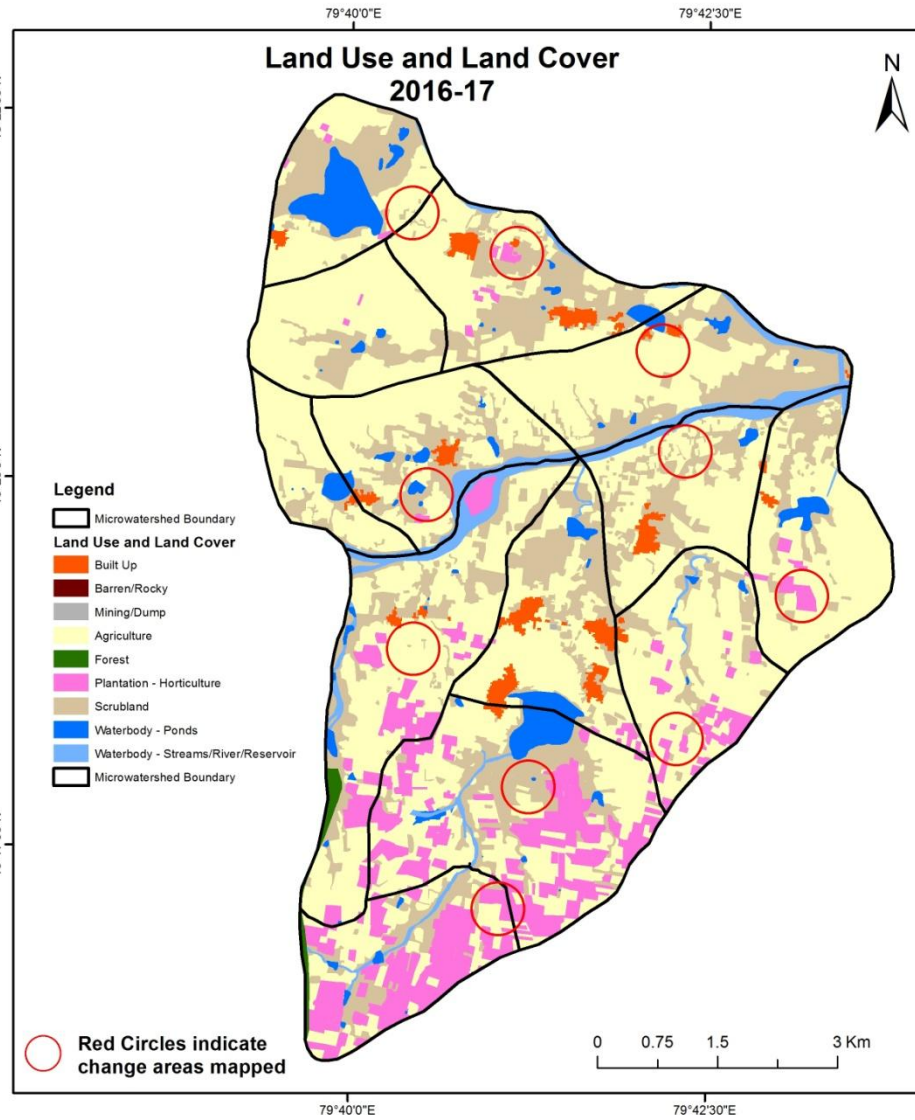 79°40'0"E
79°42'30"E
Land Use and Land Cover
2016-17
N
Legend
Microwatershed Boundary
Land Use and Land Cover
Built Up
Barren/Rocky
Mining/Dump
Agriculture
Forest
Plantation - Horticulture
Scrubland
Waterbody - Ponds
Waterbody - Streams/River/Reservoir
Microwatershed Boundary
Red Circles indicate
change areas mapped
0 0.75 1.5 3 Km
79°40'0"E
79°42'30"E